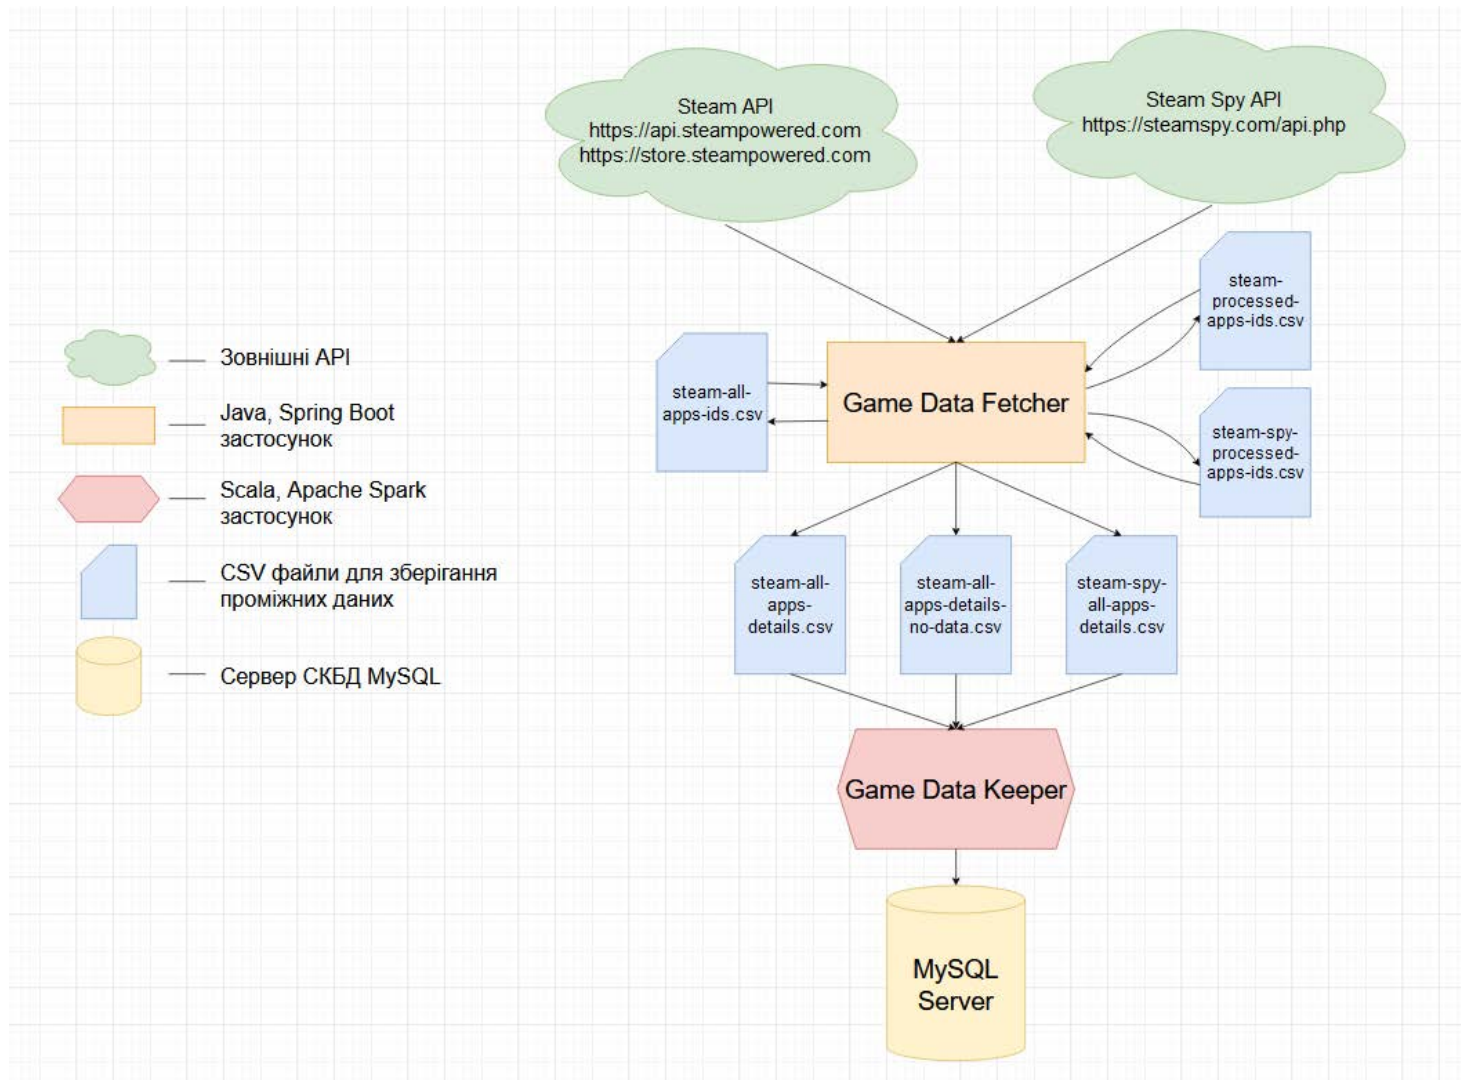 Steam API
https://api.steampowered.com
https://store.steampowered.com
Steam Spy API
https://steamspy.com/api.php
steam-
processed-
apps-ids.csv
steam-all-
apps-ids.csv
Game Data Fetcher
steam-spy-
processed-
apps-ids.csv
Зовнішні API
Java, Spring Boot
застосунок
Scala, Apache Spark
застосунок
CSV файли для зберігання
проміжних даних
Сервер СКБД MySQL
steam-all-
apps-
details.csv
steam-all-
apps-details-
no-data.csv
steam-spy-
all-apps-
details.csv
Game Data Keeper
MySQL
Server